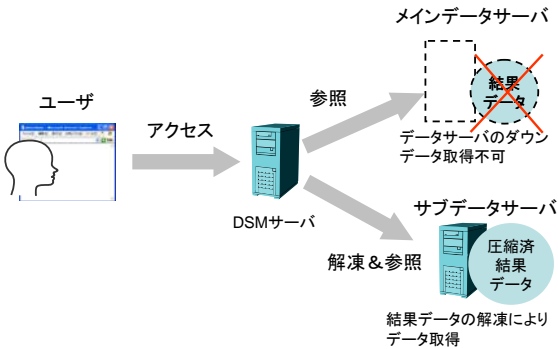 メインデータサーバ
結果
データ
参照
ユーザ
アクセス
データサーバのダウン
データ取得不可
DSMサーバ
サブデータサーバ
解凍＆参照
圧縮済
結果
データ
結果データの解凍により
データ取得